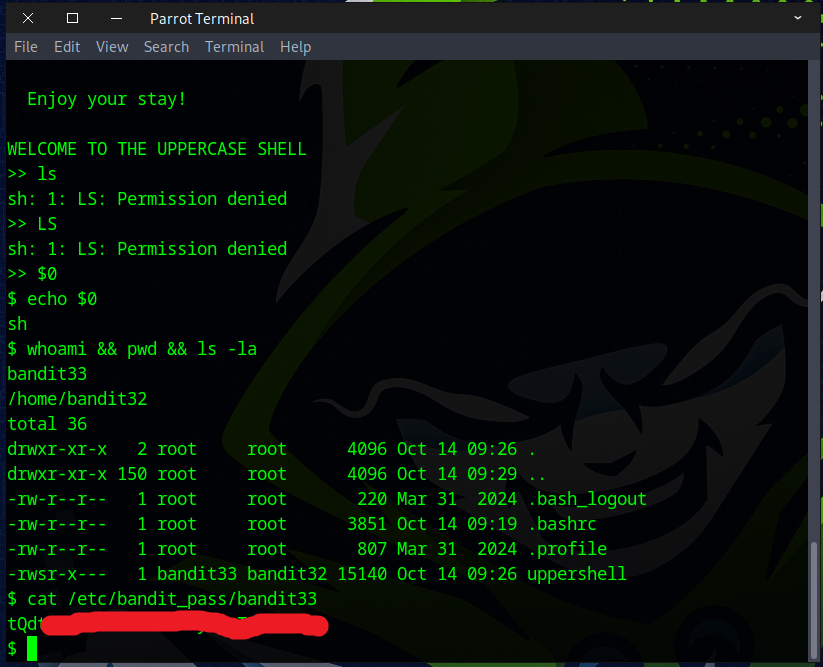 Parrot Terminal
File Edit View Search Terminal Help
Enjoy your stay!
WELCOME TO THE UPPERCASE SHELL
>> ls
sh: 1: LS: Permission denied
>> LS
sh: 1: LS: Permission denied
>> $0
$ echo $0
sh
$ whoami && pwd && ls -la
bandit33
/home/bandit32
total 36
drwxr-xr-x   2 root     root      4096 Oct 14 09:26 .
drwxr-xr-x 150 root     root      4096 Oct 14 09:29 ..
-rw-r--r--   1 root     root       220 Mar 31  2024 .bash_logout
-rw-r--r--   1 root     root      3851 Oct 14 09:19 .bashrc
-rw-r--r--   1 root     root       807 Mar 31  2024 .profile
-rwsr-x---   1 bandit33 bandit32 15140 Oct 14 09:26 uppershell
$ cat /etc/bandit_pass/bandit33
$